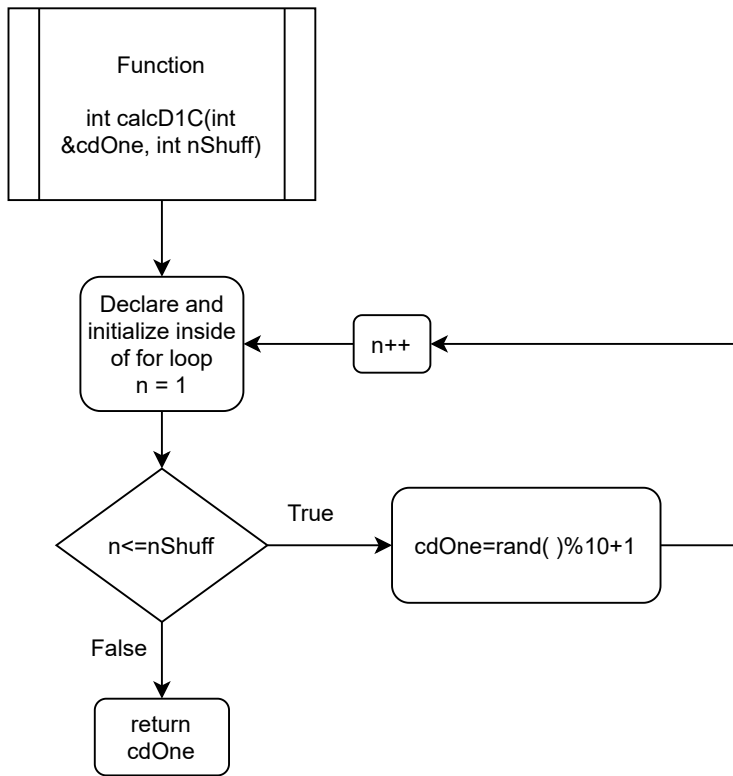 Function
int calcD1C(int
&cdOne, int nShuff)
Declare and
initialize inside
of for loop
n = 1
n++
n<=nShuff
True
cdOne=rand( )%10+1
False
return
cdOne